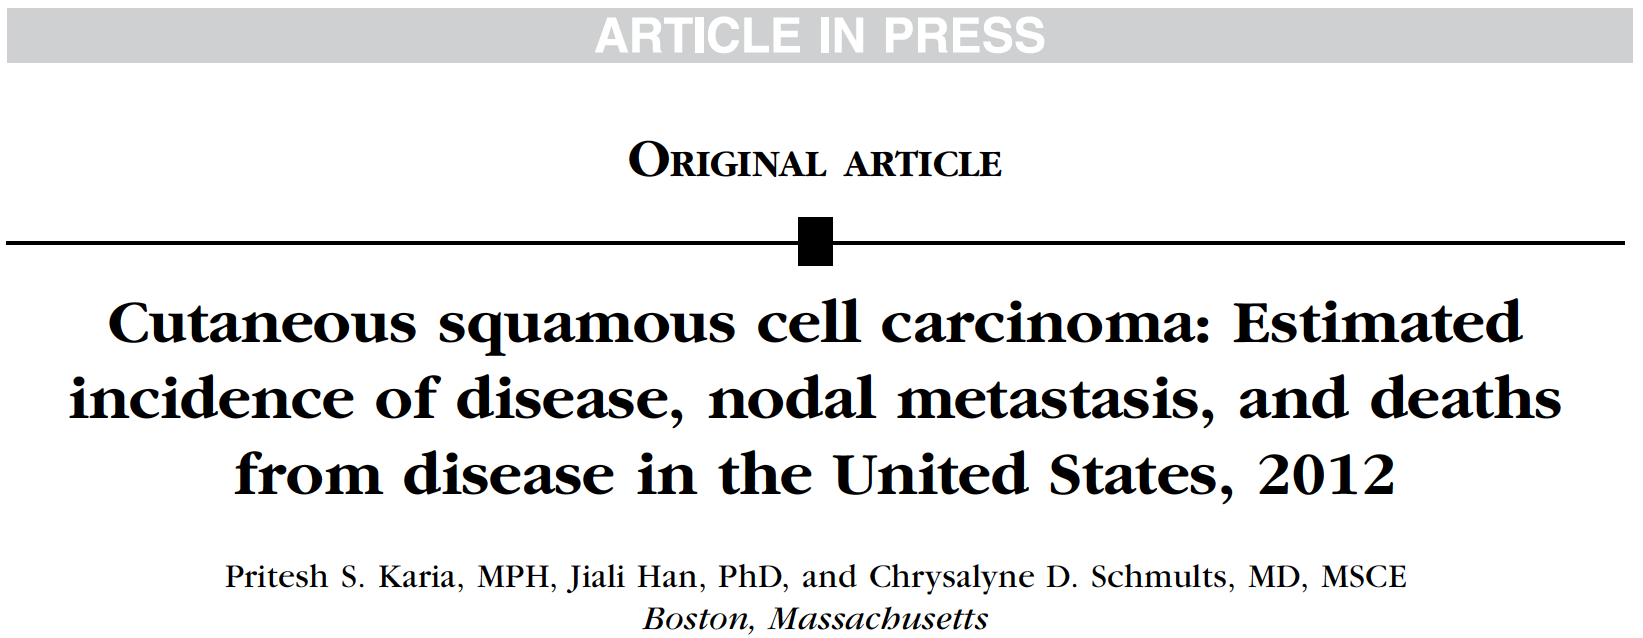 ARTICLE IN PRESS
ORIGINAL ARTICLE
Cutaneous squamous cell carcinoma: Estimated
incidence of disease, nodal metastasis, and deaths
from disease in the United States, 2012
Pritesh S. Karia, MPH, Jiali Han, PhD, and Chrysalyne D. Schmults, MD, MSCE
Boston, Massachusetts